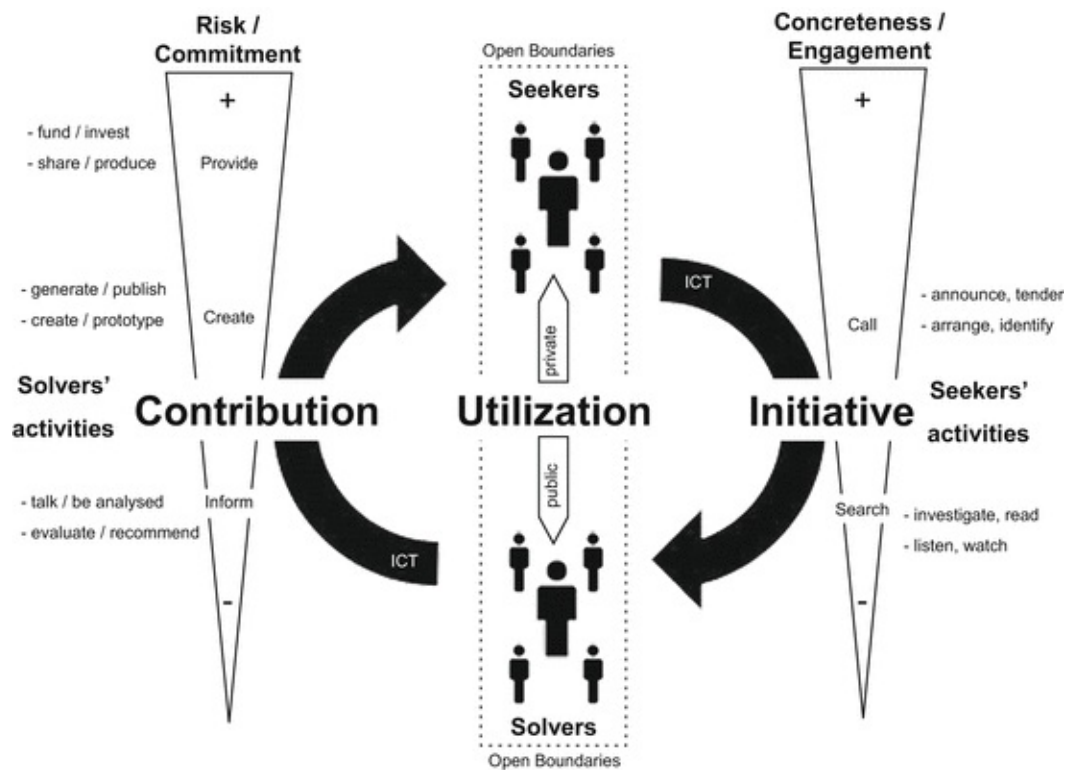 Risk /
Commitment
+
- fund / invest
- share / produce
Provide
- generate / publish
- create / prototype
Create
Solvers'
activities
Contribution
- talk / be analysed
- evaluate / recommend
Inform
-
Open Boundaries
Seekers
private
Utilization
public
Solvers
Open Boundaries
ICT
ICT
Concreteness /
Engagement
+
Call
- announce, tender
- arrange, identify
Initiative
Seekers'
activities
Search
- investigate, read
- listen, watch
-